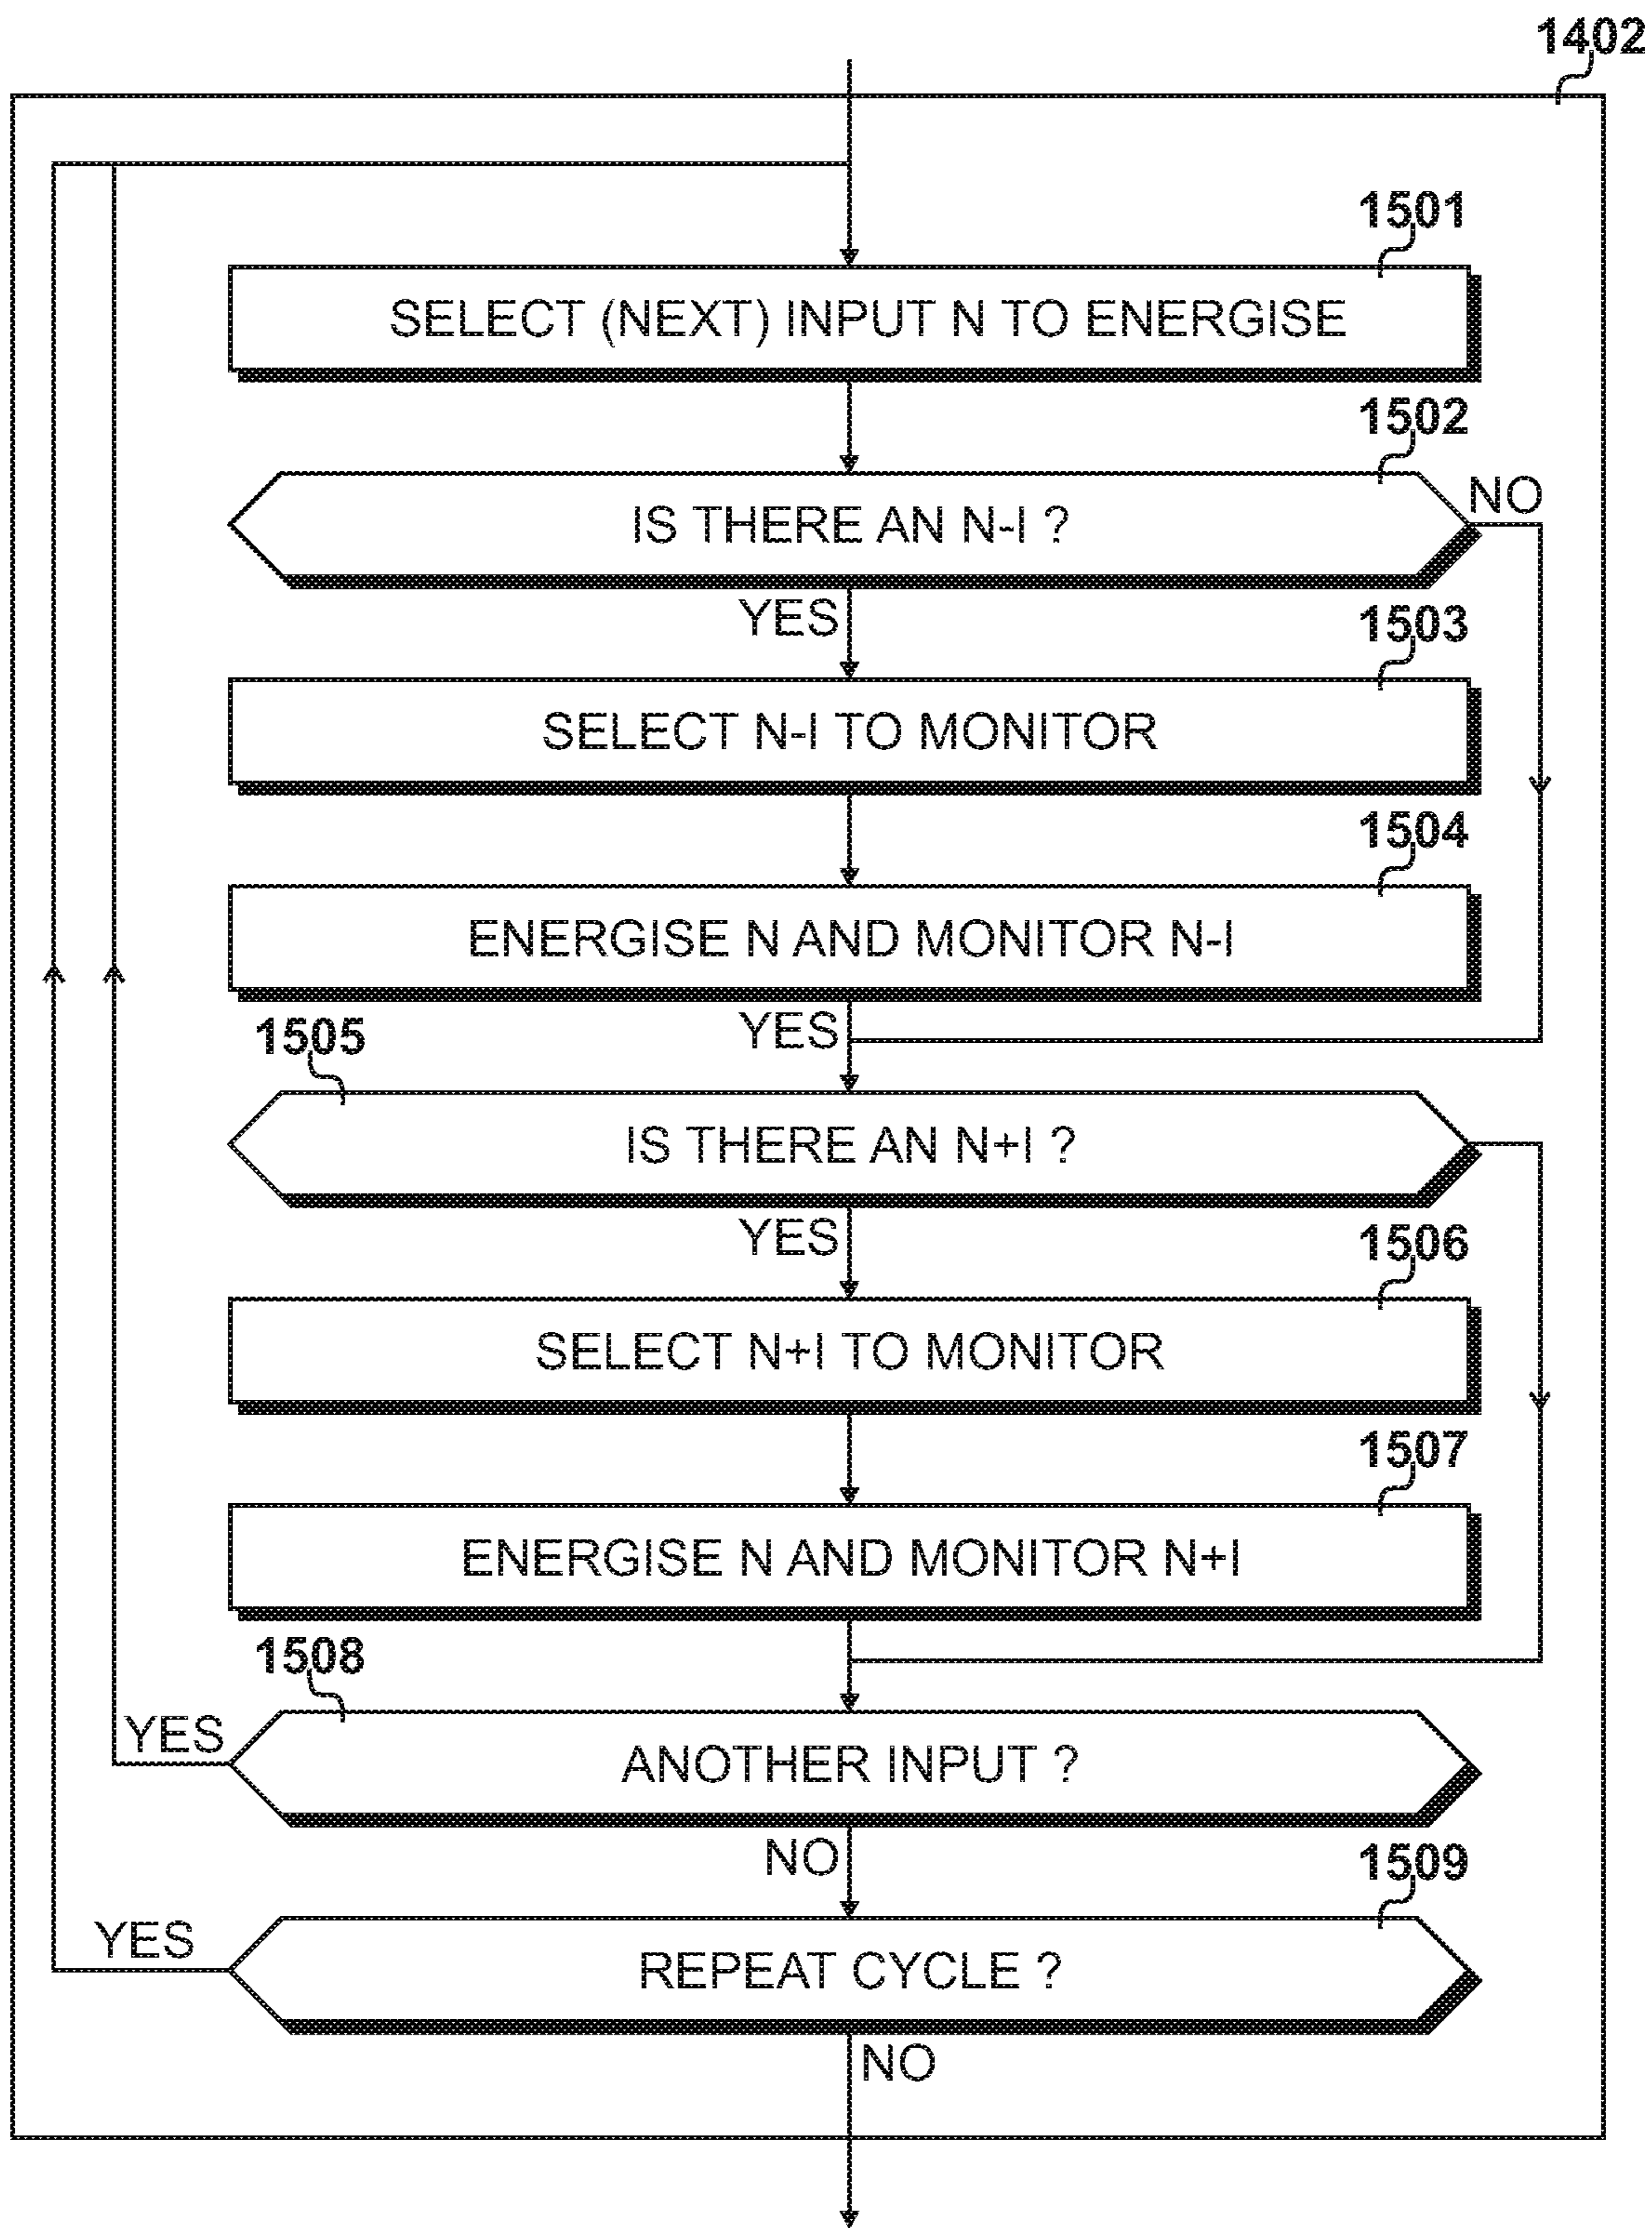 1402
1501
SELECT (NEXT) INPUT N TO ENERGISE
1502
IS THERE AN N-I ?
NO
YES
1503
SELECT N-I TO MONITOR
1504
ENERGISE N AND MONITOR N-I
YES
1505
IS THERE AN N+I ?
YES
1506
SELECT N+I TO MONITOR
1507
ENERGISE N AND MONITOR N+I
1508
YES
ANOTHER INPUT ?
NO
1509
YES
REPEAT CYCLE ?
NO